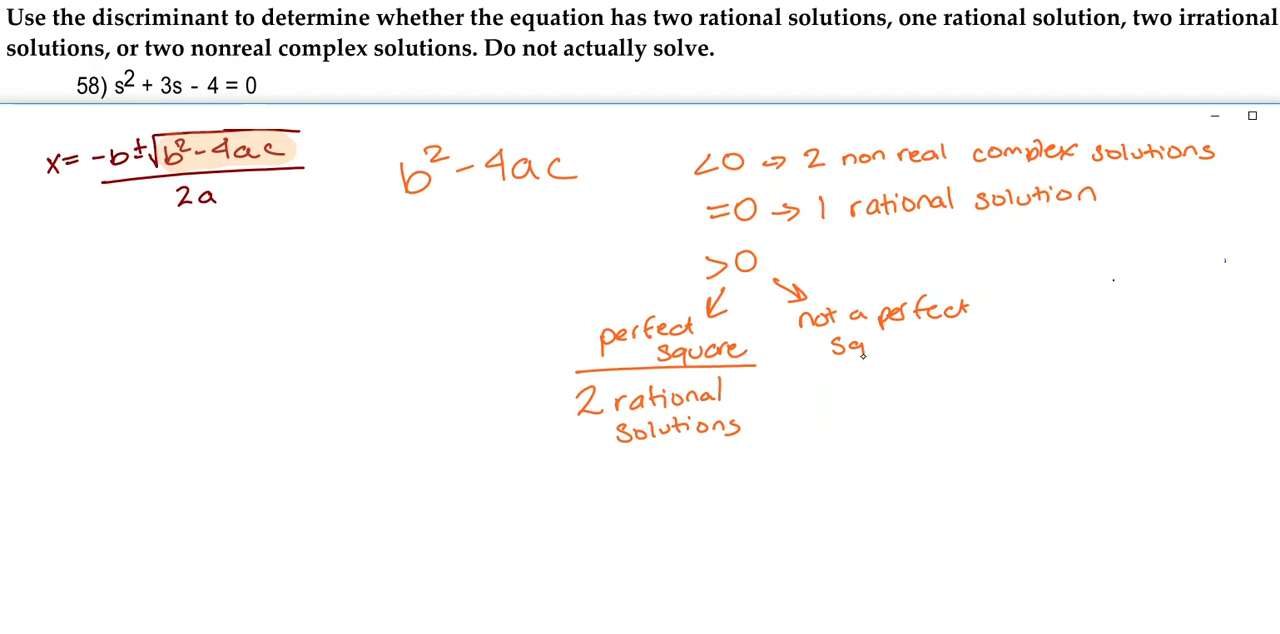 Use the discriminant to determine whether the equation has two rational solutions, one rational solution, two irrational
solutions, or two nonreal complex solutions. Do not actually solve.
58) s² + 3s - 4 = 0
x = -b ± √b² - 4ac
2a
b² - 4ac
<0 → 2 non real complex solutions
=0 → 1 rational solution
>0
perfect
square
2 rational
solutions
not a perfect
sq